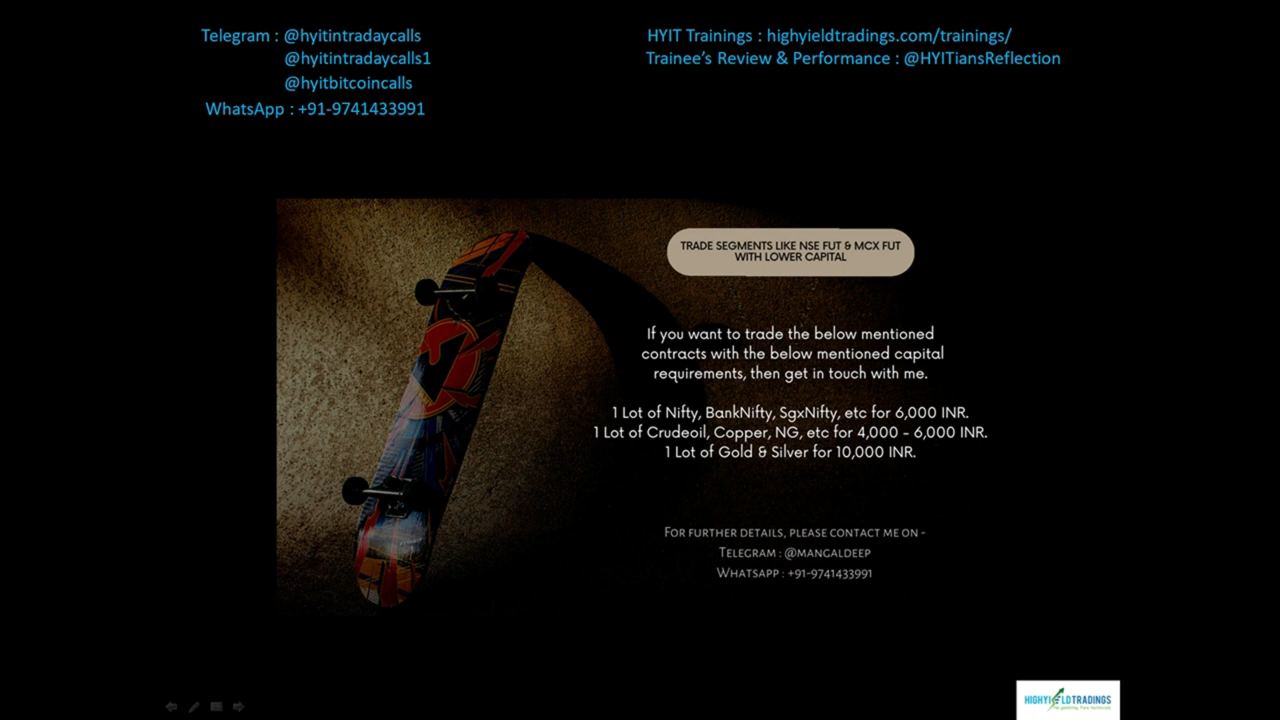 Telegram : @hyitintradaycalls
@hyitintradaycalls1
@hyitbitcoincalls
WhatsApp : +91-9741433991
HYIT Trainings : highyieldtradings.com/trainings/
Trainee's Review & Performance : @HYITiansReflection
TRADE SEGMENTS LIKE NSE FUT & MCX FUT
WITH LOWER CAPITAL
If you want to trade the below mentioned
contracts with the below mentioned capital
requirements, then get in touch with me.
1 Lot of Nifty, BankNifty, SgxNifty, etc for 6,000 INR.
1 Lot of Crudeoil, Copper, NG, etc for 4,000 - 6,000 INR.
1 Lot of Gold & Silver for 10,000 INR.
For further details, please contact me on -
Telegram : @mangaldeep
Whatsapp : +91-9741433991
HIGHYIELDTRADINGS